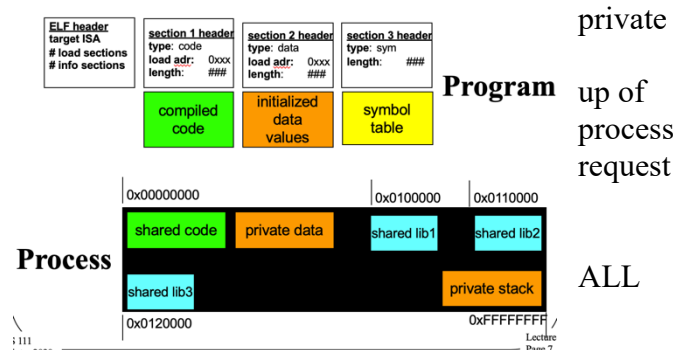 private
ELF header
target ISA
# load sections
# info sections
section 1 header
type: code
load adr: 0xxx
length: ###
section 2 header
type: data
load adr: 0xxx
length: ###
section 3 header
type: sym
length: ###
Program
compiled
code
initialized
data
values
symbol
table
up of
process
request
0x00000000
0x0100000
0x0110000
shared code
private data
shared lib1
shared lib2
Process
shared lib3
private stack
ALL
0x0120000
0xFFFFFFFF
111
Lecture
Page 7